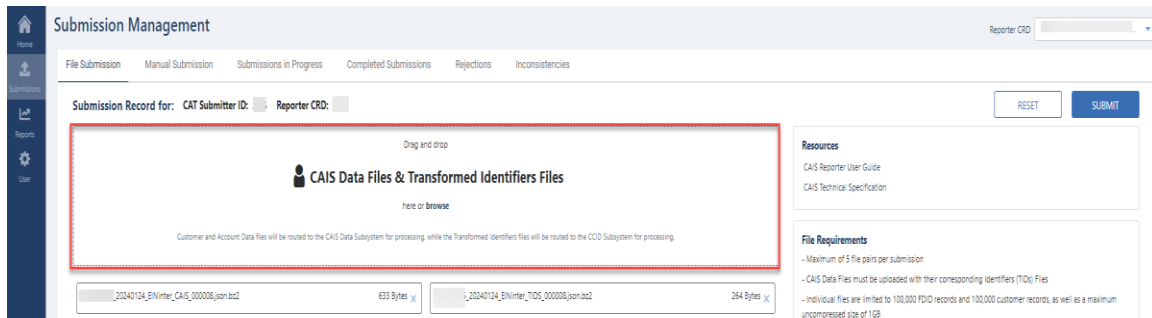 Submission Management
Reporter CRD
Home
Submissions
Reports
User
File Submission Manual Submission Submissions in Progress Completed Submissions Rejections Inconsistencies
Submission Record for: CAT Submitter ID: Reporter CRD:
RESET SUBMIT
Drag and drop
CAIS Data Files & Transformed Identifiers Files
here or browse
Customer and Account Data files will be routed to the CAIS Data Subsystem for processing, while the Transformed Identifiers files will be routed to the CCID Subsystem for processing.
_20240124_EINinter_CAIS_000008.json.bz2 633 Bytes x
_20240124_EINinter_TIDS_000008.json.bz2 264 Bytes x
Resources
CAIS Reporter User Guide
CAIS Technical Specification
File Requirements
- Maximum of 5 file pairs per submission
- CAIS Data Files must be uploaded with their corresponding Identifiers (TIDs) Files
- Individual files are limited to 100,000 FDID records and 100,000 customer records, as well as a maximum
uncompressed size of 1GB